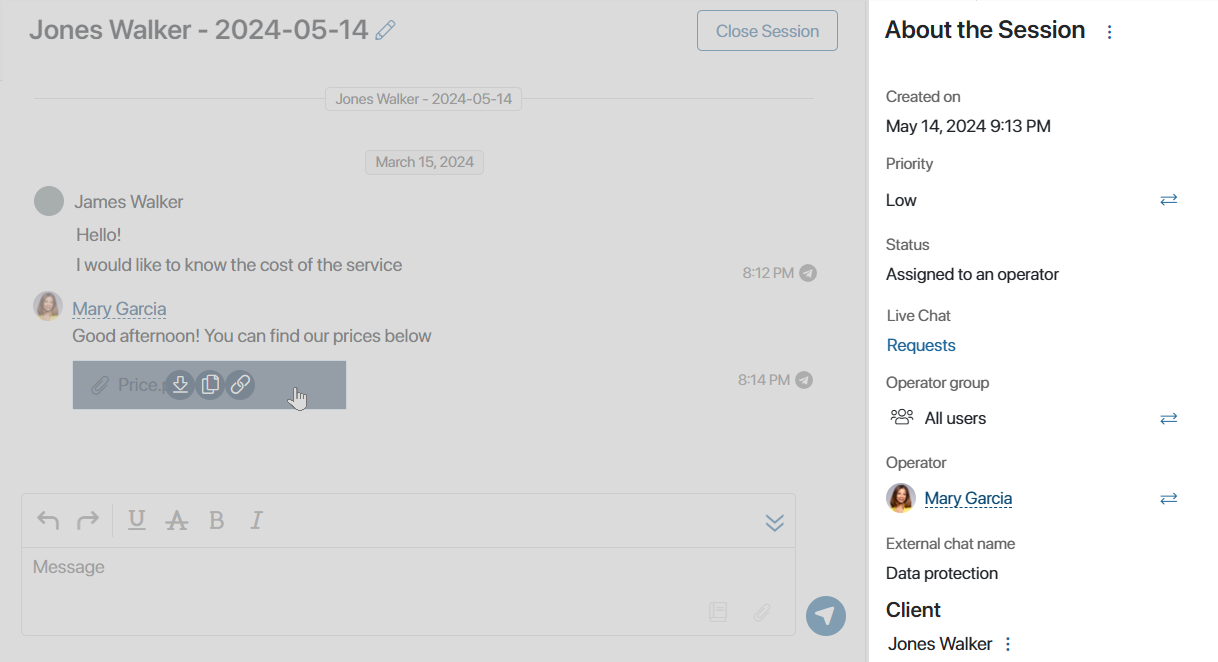 Jones Walker - 2024-05-14
Close Session
Jones Walker - 2024-05-14
March 15, 2024
James Walker
Hello!
I would like to know the cost of the service
8:12 PM
Mary Garcia
Good afternoon! You can find our prices below
Price.
8:14 PM
U A B I
Message
About the Session
Created on
May 14, 2024 9:13 PM
Priority
Low
Status
Assigned to an operator
Live Chat
Requests
Operator group
All users
Operator
Mary Garcia
External chat name
Data protection
Client
Jones Walker